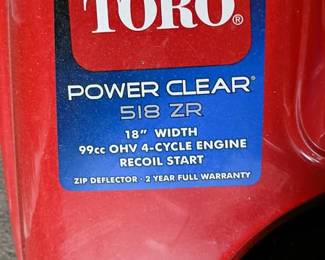 TORO®
POWER CLEAR®
518 ZR
18" WIDTH
99cc OHV 4-CYCLE ENGINE
RECOIL START
ZIP DEFLECTOR · 2 YEAR FULL WARRANTY